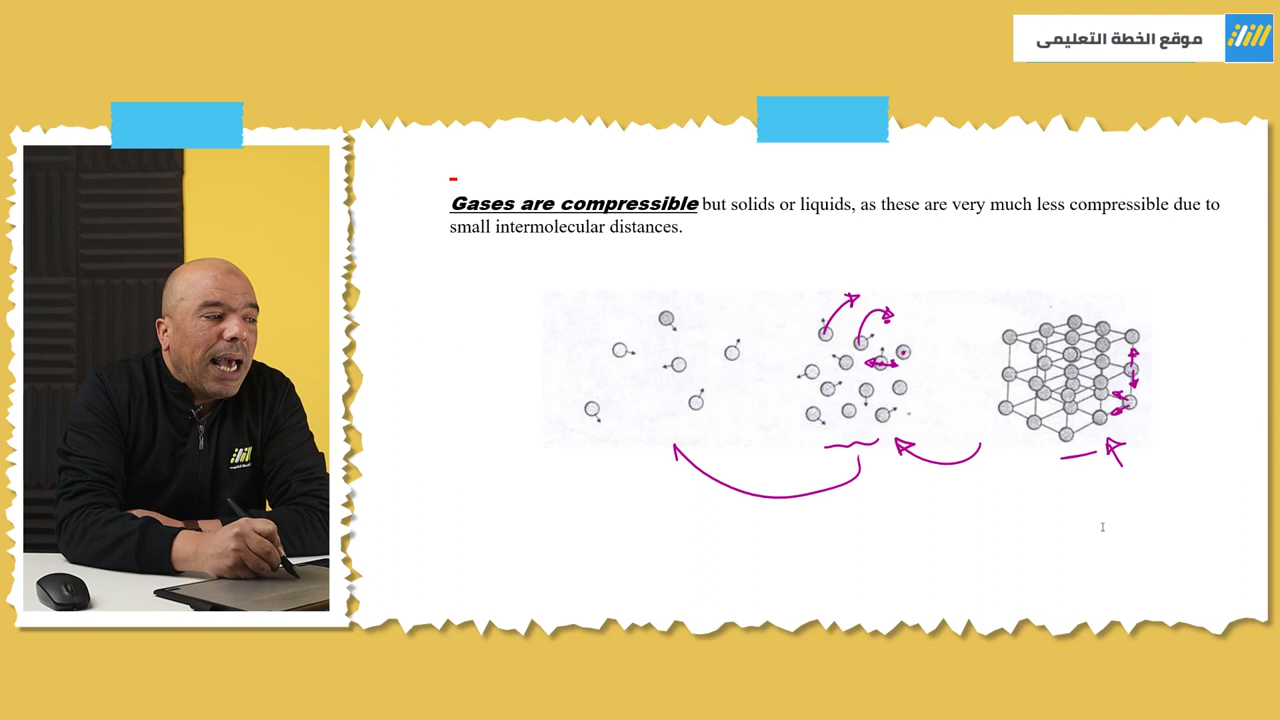 موقع الخطة التعليمى
Gases are compressible but solids or liquids, as these are very much less compressible due to
small intermolecular distances.